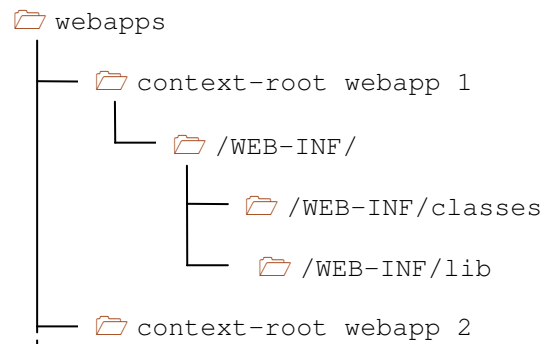 webapps
context-root webapp 1
/WEB-INF/
/WEB-INF/classes
/WEB-INF/lib
context-root webapp 2